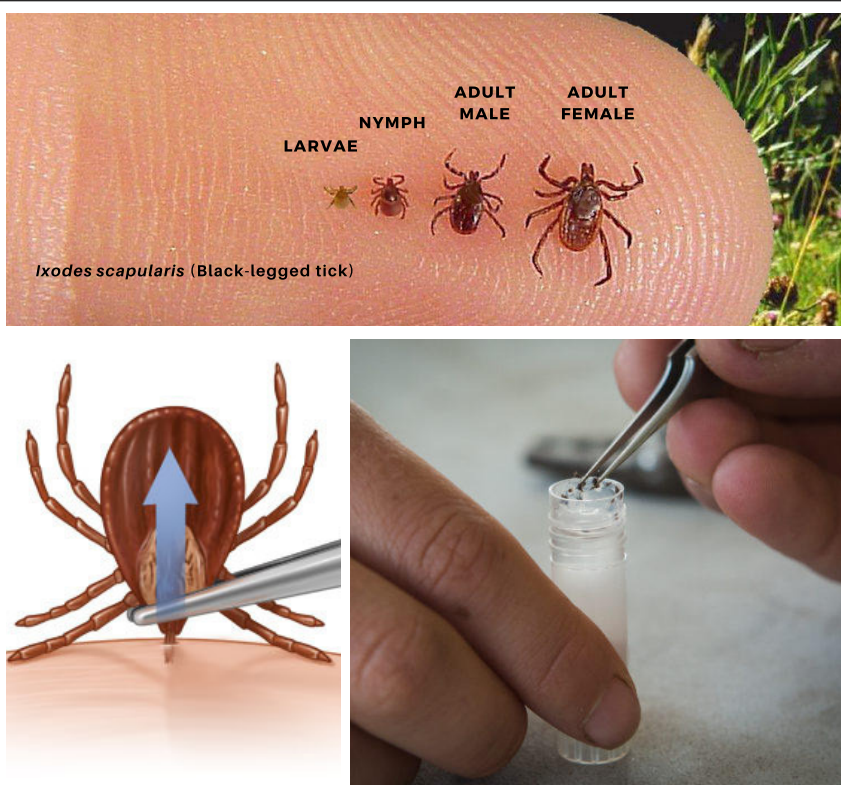 LARVAE
NYMPH
ADULT
MALE
ADULT
FEMALE
Ixodes scapularis (Black-legged tick)